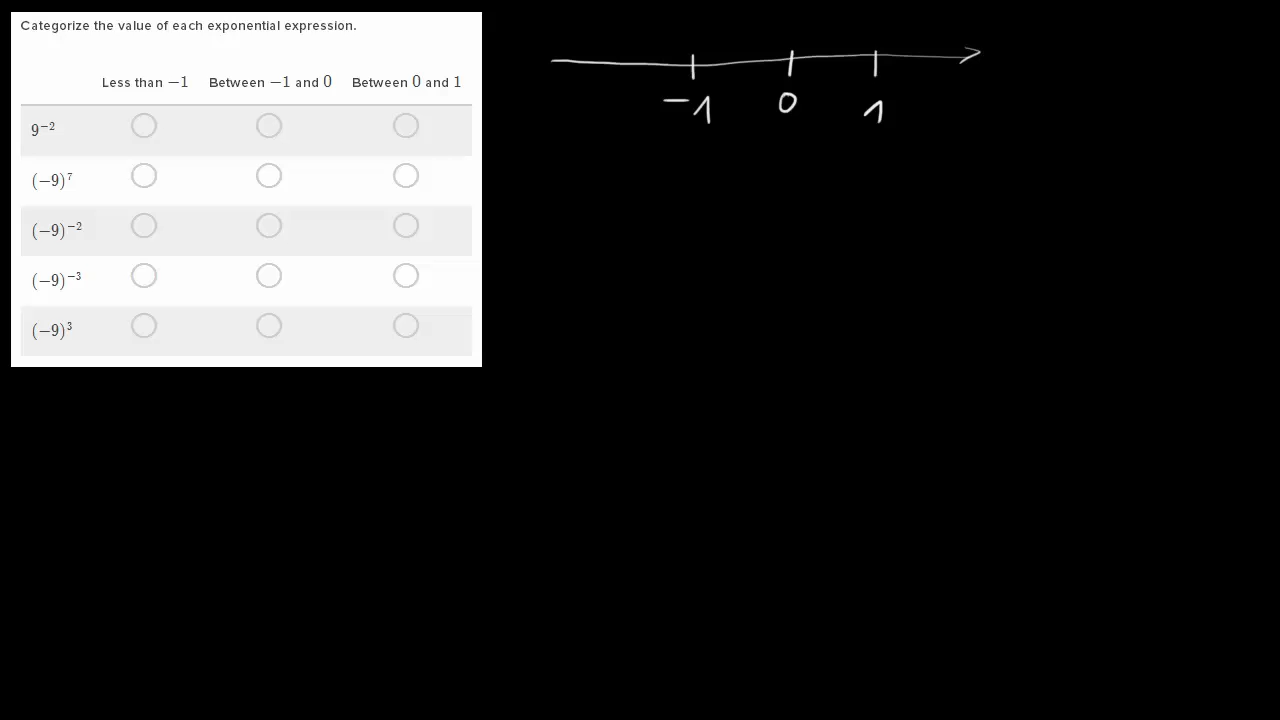 Categorize the value of each exponential expression.
Less than −1 Between −1 and 0 Between 0 and 1
9⁻²
(−9)⁷
(−9)⁻²
(−9)⁻³
(−9)³
−1 0 1